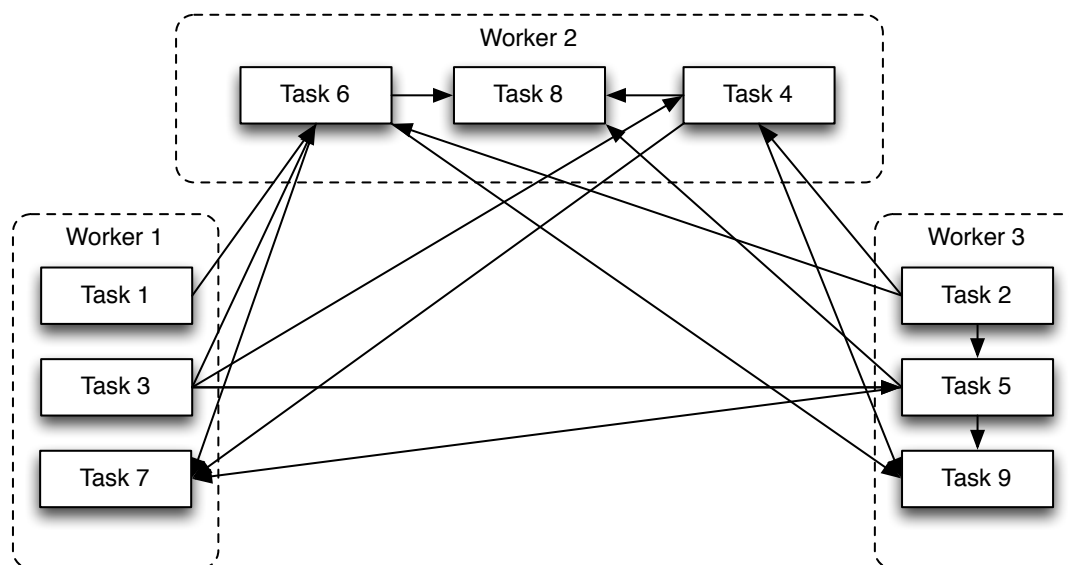 Worker 2
Task 6
Task 8
Task 4
Worker 1
Task 1
Task 3
Task 7
Worker 3
Task 2
Task 5
Task 9